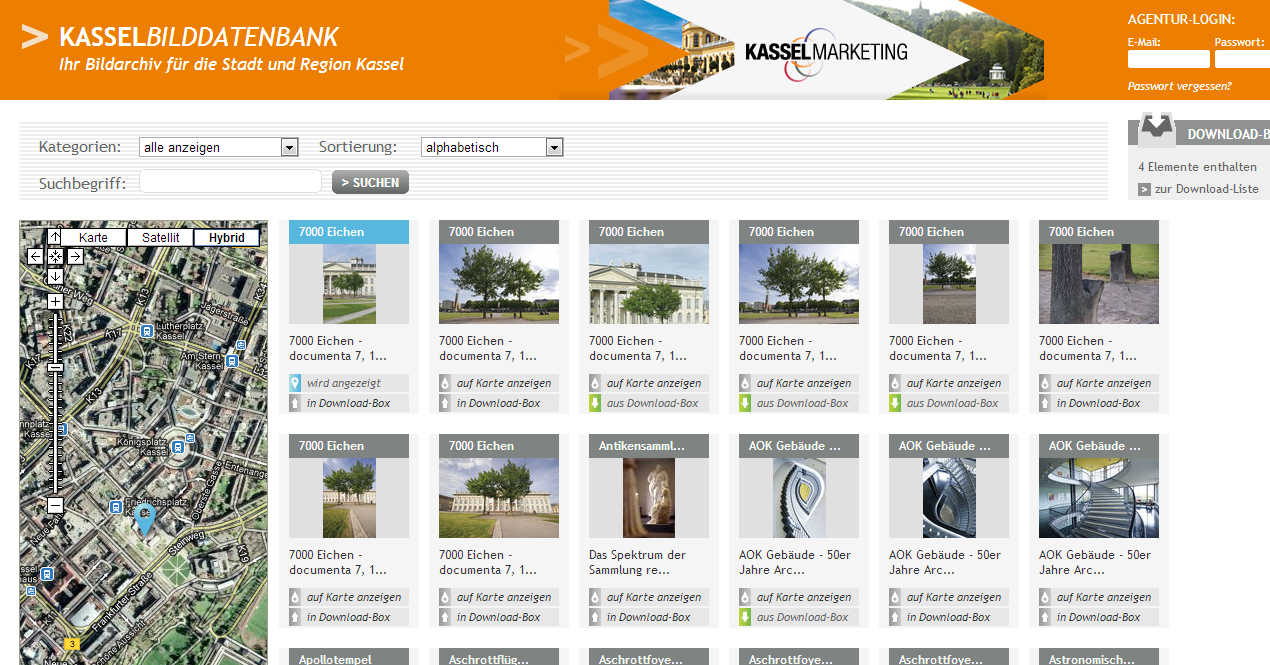 > KASSELBILDDATENBANK
Ihr Bildarchiv für die Stadt und Region Kassel
KASSELMARKETING
AGENTUR-LOGIN:
E-Mail: Passwort:
Passwort vergessen?
Kategorien: alle anzeigen Sortierung: alphabetisch
Suchbegriff: > SUCHEN
DOWNLOAD-B
4 Elemente enthalten
> zur Download-Liste
Karte Satellit Hybrid
K13
K34
Jägerstraße
Lutherplatz,
Kassel
K17
K22
Am Stern,
Kassel
K17
K13
Kassel
Königsplatz,
Kassel
Entenanger
Obere Gasse
Friedrichsplatz,
Steinweg
K19
Frankfurter Straße
K17
Schöne Aussicht
3
7000 Eichen 7000 Eichen 7000 Eichen 7000 Eichen 7000 Eichen 7000 Eichen
7000 Eichen - 7000 Eichen - 7000 Eichen - 7000 Eichen - 7000 Eichen - 7000 Eichen -
documenta 7, 1... documenta 7, 1... documenta 7, 1... documenta 7, 1... documenta 7, 1... documenta 7, 1...
wird angezeigt auf Karte anzeigen auf Karte anzeigen auf Karte anzeigen auf Karte anzeigen auf Karte anzeigen
in Download-Box in Download-Box aus Download-Box aus Download-Box aus Download-Box in Download-Box
7000 Eichen 7000 Eichen Antikensamml... AOK Gebäude ... AOK Gebäude ... AOK Gebäude ...
7000 Eichen - 7000 Eichen - Das Spektrum der AOK Gebäude - 50er AOK Gebäude - 50er AOK Gebäude - 50er
documenta 7, 1... documenta 7, 1... Sammlung re... Jahre Arc... Jahre Arc... Jahre Arc...
auf Karte anzeigen auf Karte anzeigen auf Karte anzeigen auf Karte anzeigen auf Karte anzeigen auf Karte anzeigen
in Download-Box in Download-Box in Download-Box aus Download-Box in Download-Box in Download-Box
Apollotempel Aschrottflüg... Aschrottfoye... Aschrottfoye... Aschrottfoye... Astronomisch...